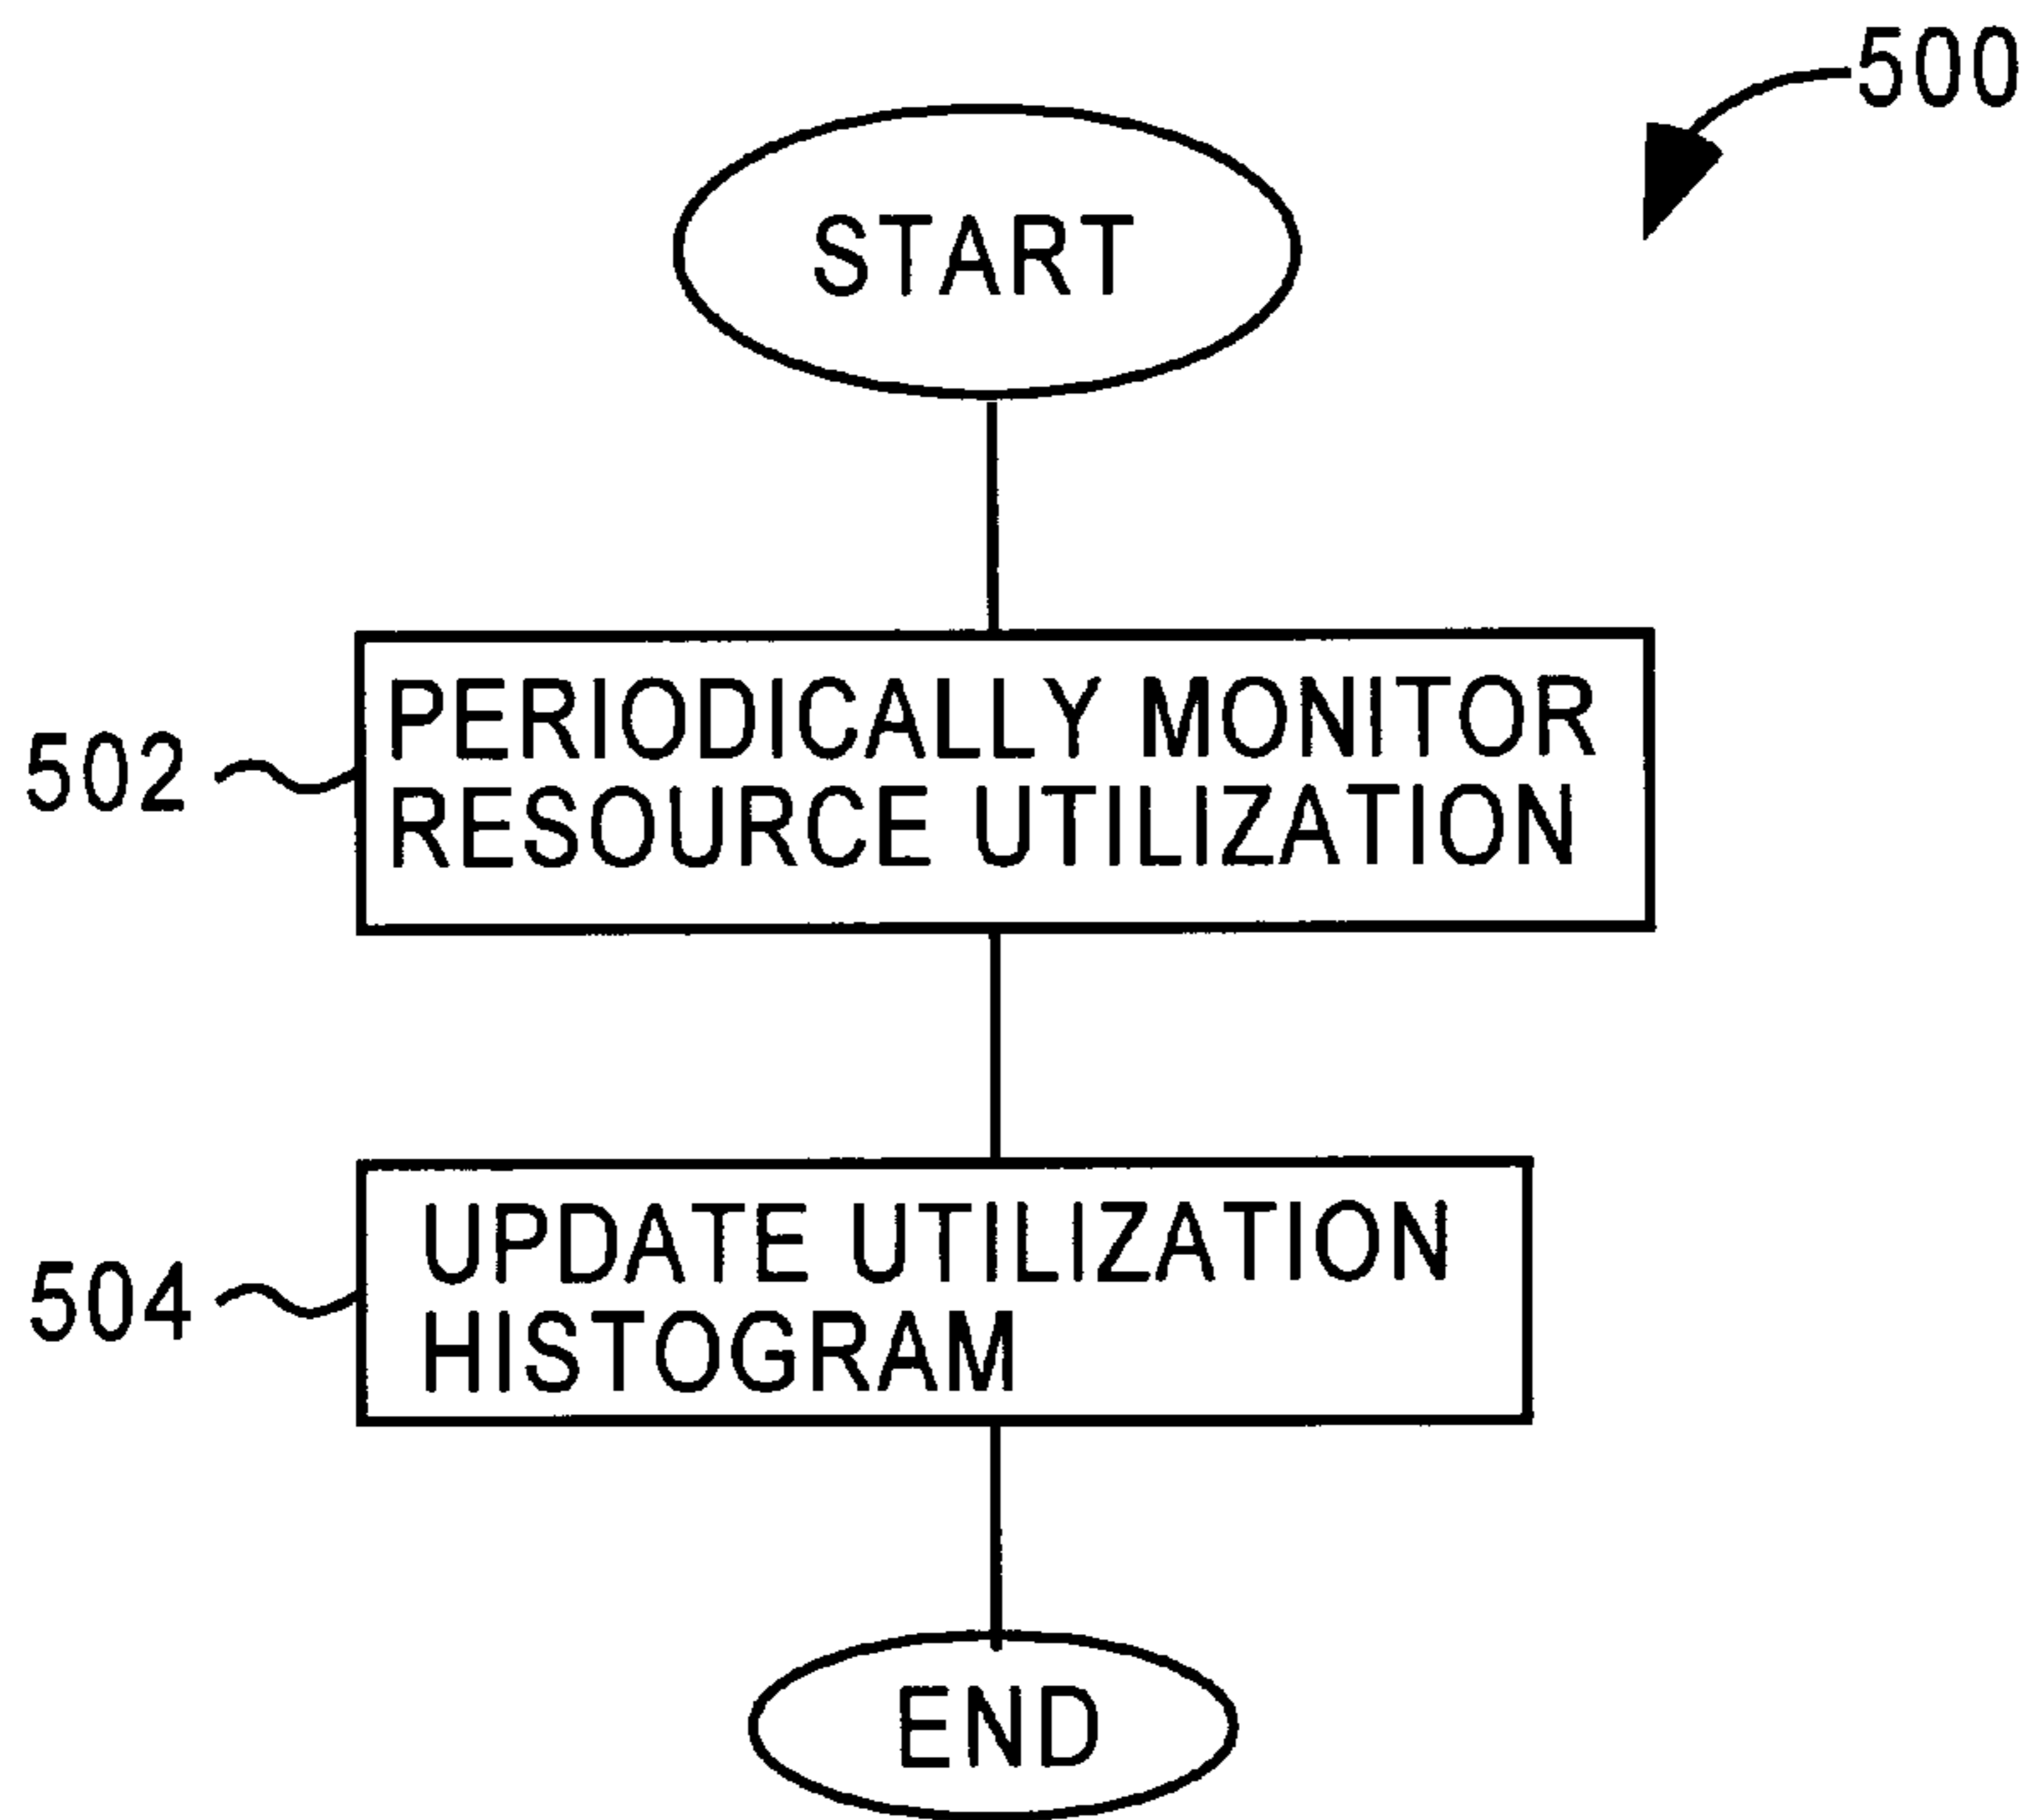 500
START
502
PERIODICALLY MONITOR
RESOURCE UTILIZATION
504
UPDATE UTILIZATION
HISTOGRAM
END